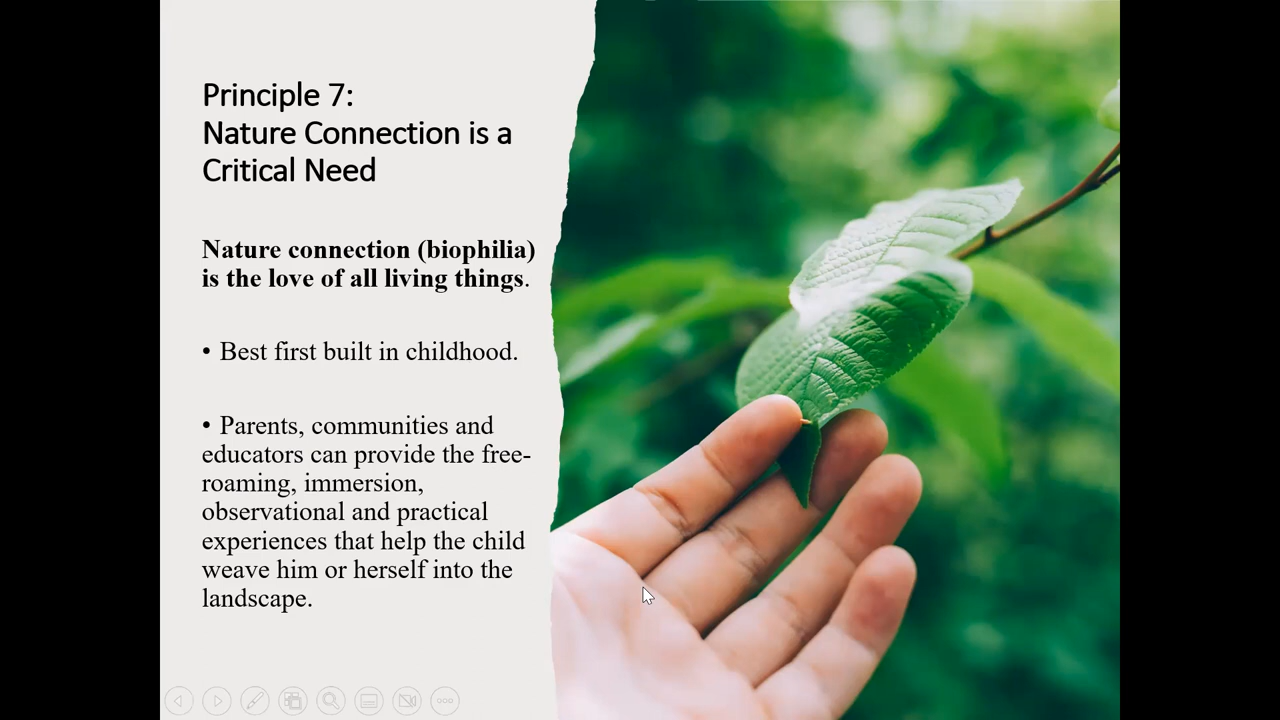 Principle 7:
Nature Connection is a
Critical Need
Nature connection (biophilia)
is the love of all living things.
• Best first built in childhood.
• Parents, communities and
educators can provide the free-
roaming, immersion,
observational and practical
experiences that help the child
weave him or herself into the
landscape.